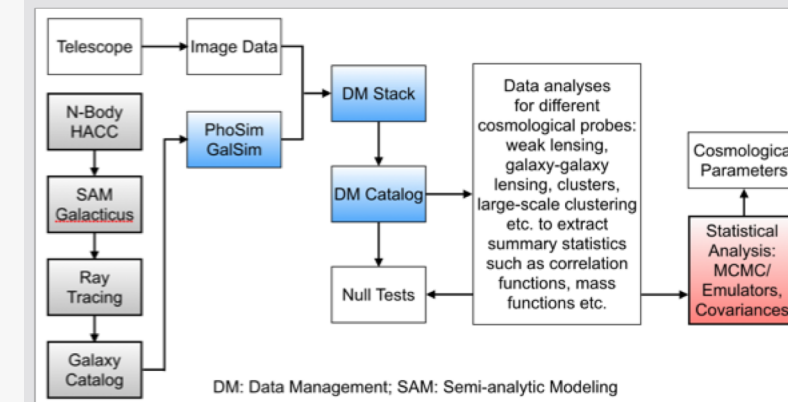 Telescope
Image Data
N-Body
HACC
SAM
Galacticus
Ray
Tracing
Galaxy
Catalog
PhoSim
GalSim
DM Stack
DM Catalog
Null Tests
Data analyses
for different
cosmological probes:
weak lensing,
galaxy-galaxy
lensing, clusters,
large-scale clustering
etc. to extract
summary statistics
such as correlation
functions, mass
functions etc.
Cosmologica
Parameters
Statistical
Analysis:
MCMC/
Emulators,
Covariances
DM: Data Management; SAM: Semi-analytic Modeling